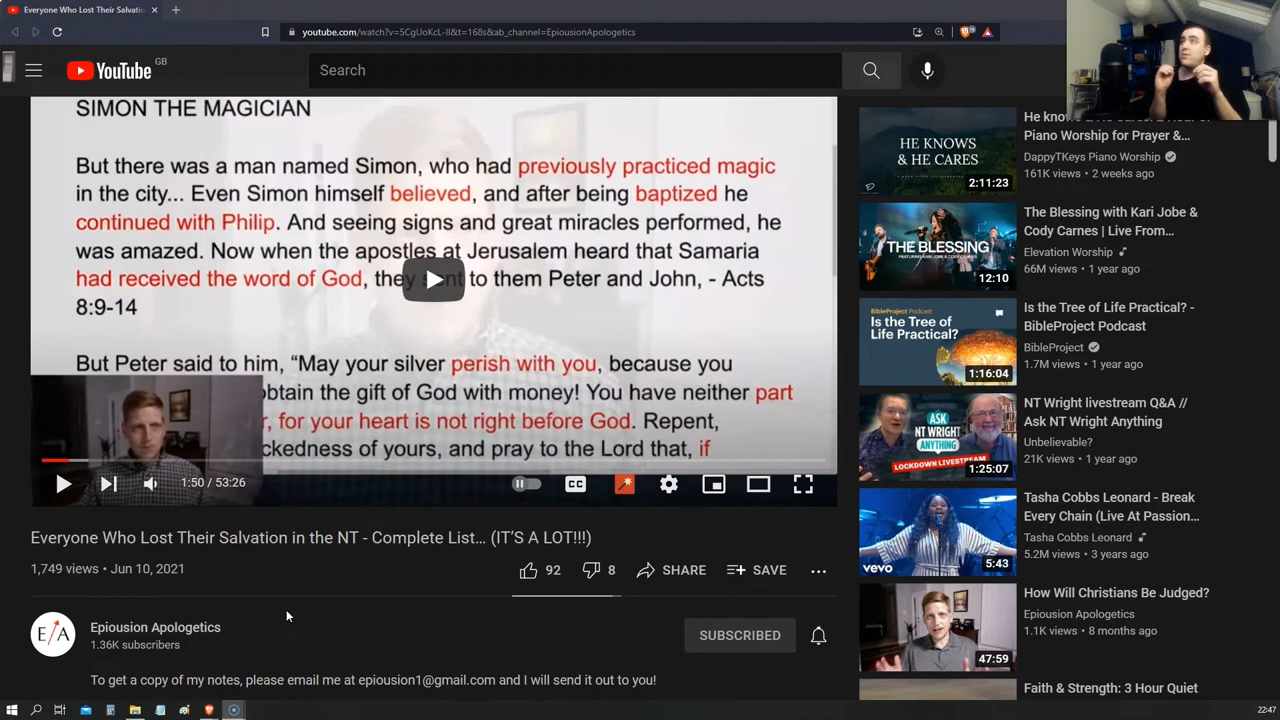 Everyone Who Lost Their Salvatio
youtube.com/watch?v=5CgUoKcL-lI&t=168s&ab_channel=EpiousionApologetics
YouTube GB
Search
SIMON THE MAGICIAN
But there was a man named Simon, who had previously practiced magic
in the city... Even Simon himself believed, and after being baptized he
continued with Philip. And seeing signs and great miracles performed, he
was amazed. Now when the apostles at Jerusalem heard that Samaria
had received the word of God, they sent to them Peter and John, - Acts
8:9-14
But Peter said to him, “May your silver perish with you, because you
obtain the gift of God with money! You have neither part
r, for your heart is not right before God. Repent,
ckedness of yours, and pray to the Lord that, if
1:50 / 53:26
CC
Everyone Who Lost Their Salvation in the NT - Complete List... (IT’S A LOT!!!)
1,749 views • Jun 10, 2021
92
8
SHARE
SAVE
E/A
Epiousion Apologetics
1.36K subscribers
SUBSCRIBED
To get a copy of my notes, please email me at epiousion1@gmail.com and I will send it out to you!
HE KNOWS
& HE CARES
2:11:23
Piano Worship for Prayer &...
DappyTKeys Piano Worship
161K views • 2 weeks ago
THE BLESSING
12:10
The Blessing with Kari Jobe &
Cody Carnes | Live From...
Elevation Worship
66M views • 1 year ago
BibleProject Podcast
Is the Tree of
Life Practical?
1:16:04
Is the Tree of Life Practical? -
BibleProject Podcast
BibleProject
1.7M views • 1 year ago
ASK
NT WRIGHT
ANYTHING
LOCKDOWN LIVESTREAM
1:25:07
NT Wright livestream Q&A //
Ask NT Wright Anything
Unbelievable?
21K views • 1 year ago
vevo
5:43
Tasha Cobbs Leonard - Break
Every Chain (Live At Passion...
Tasha Cobbs Leonard
5.2M views • 3 years ago
47:59
How Will Christians Be Judged?
Epiousion Apologetics
1.1K views • 8 months ago
Faith & Strength: 3 Hour Quiet
22:47